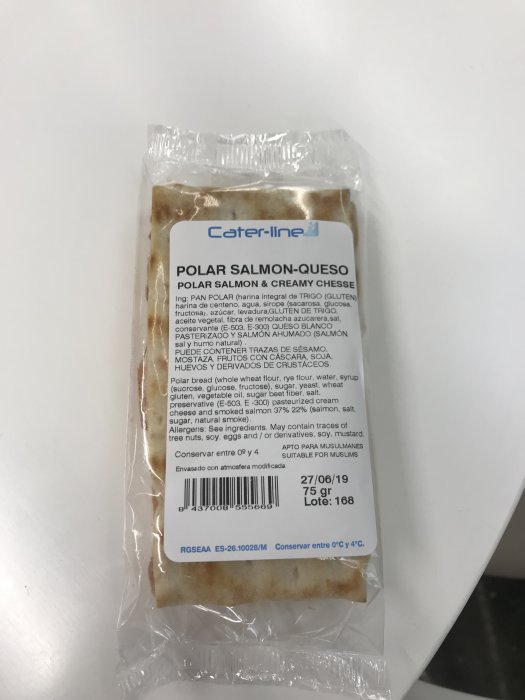 Cater-line
POLAR SALMON-QUESO
POLAR SALMON & CREAMY CHESSE
Ing: PAN POLAR (harina integral de TRIGO (GLUTEN)
harina de centeno, agua, sirope (sacarosa, glucosa,
fructosa), azúcar, levadura,GLUTEN DE TRIGO,
aceite vegetal, fibra de remolacha azucarera,sal,
conservante (E-503, E-300) QUESO BLANCO
PASTERIZADO Y SALMÓN AHUMADO (SALMÓN,
sal y humo natural) .
PUEDE CONTENER TRAZAS DE SÉSAMO,
MOSTAZA, FRUTOS CON CÁSCARA, SOJA,
HUEVOS Y DERIVADOS DE CRUSTÁCEOS.
Polar bread (whole wheat flour, rye flour, water, syrup
(sucrose, glucose, fructose), sugar, yeast, wheat
gluten, vegetable oil, sugar beet fiber, salt,
preservative (E-503, E -300) pasteurized cream
cheese and smoked salmon 37% 22% (salmon, salt,
sugar, natural smoke) .
Allergens: See ingredients. May contain traces of
tree nuts, soy, eggs and / or derivatives, soy, mustard.
Conservar entre 0º y 4
APTO PARA MUSULMANES
SUITABLE FOR MUSLIMS
Envasado con atmosfera modificada
27/06/19
75 gr
Lote: 168
8 437008 555669
RGSEAA ES-26.10028/M Conservar entre 0ºC y 4ºC.